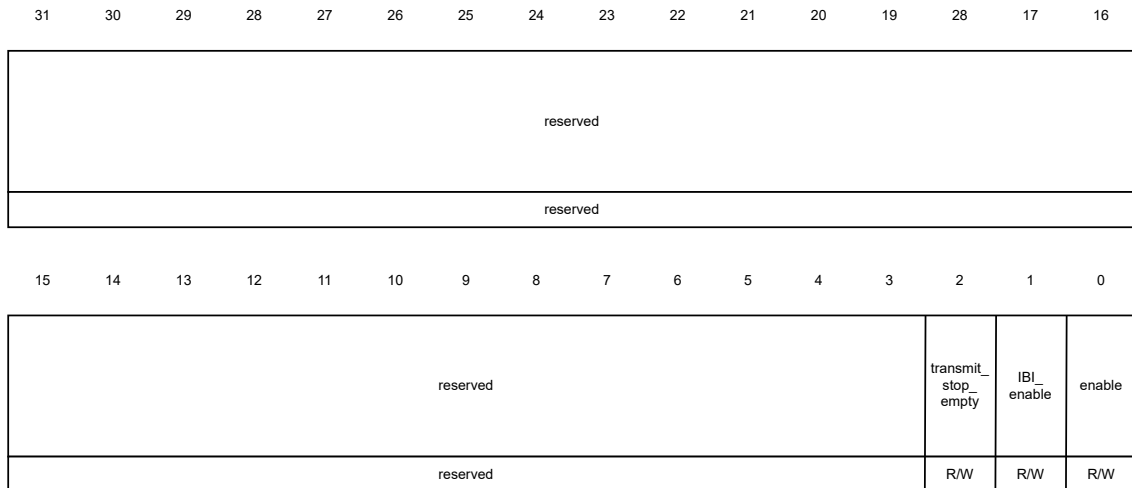 31 30 29 28 27 26 25 24 23 22 21 20 19 28 17 16
reserved
reserved
15 14 13 12 11 10 9 8 7 6 5 4 3 2 1 0
reserved
transmit_
stop_
empty
IBI_
enable
enable
reserved R/W R/W R/W